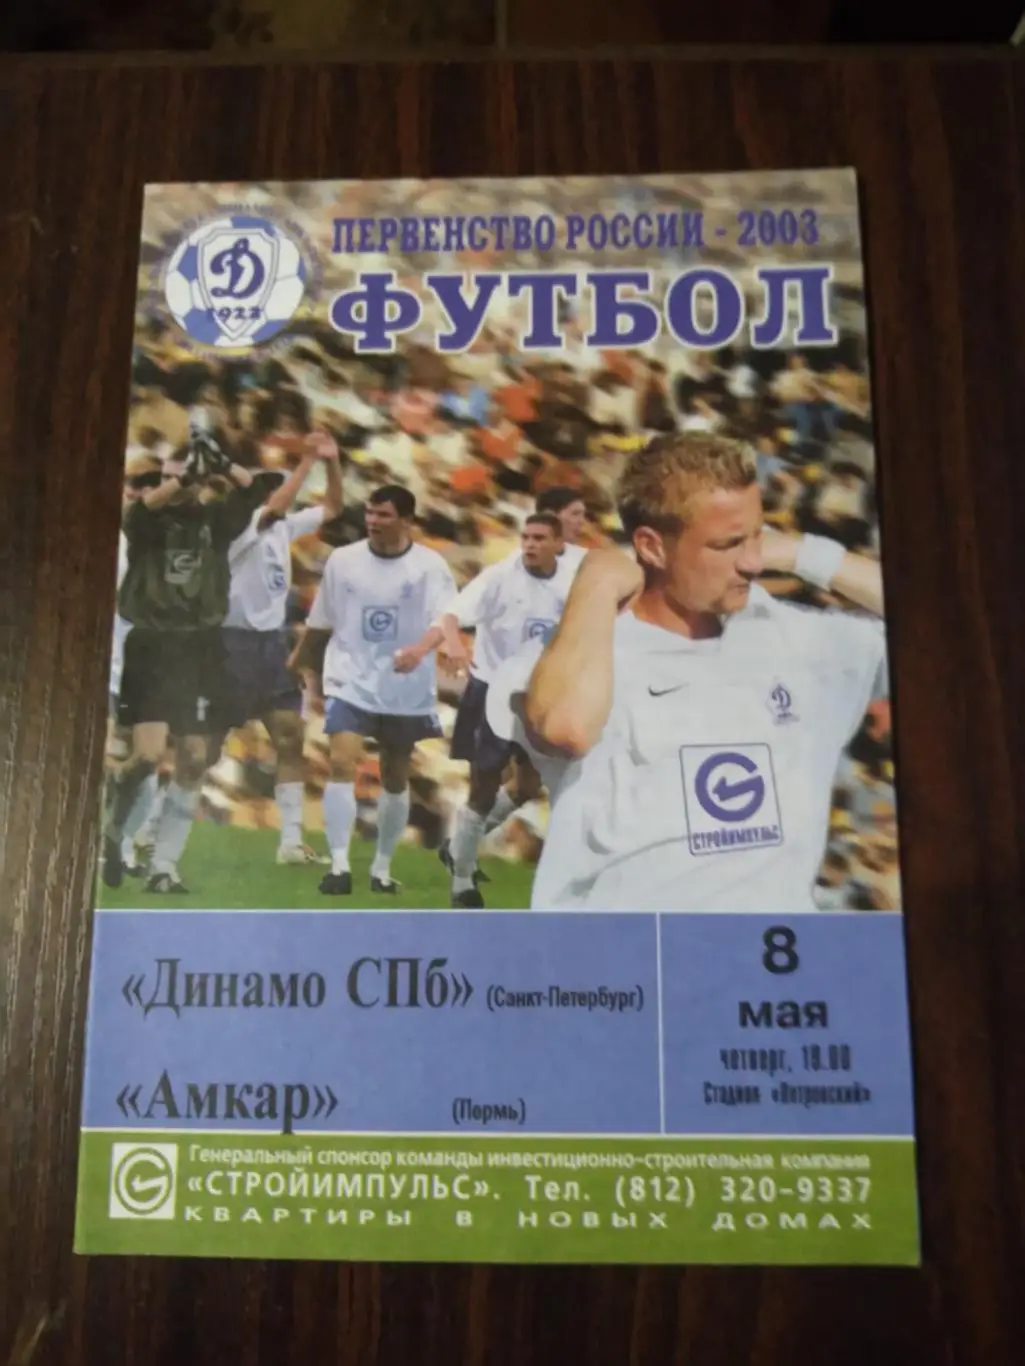 ПЕРВЕНСТВО РОССИИ - 2003
ФУТБОЛ
Д
1922
Д
СТРОЙИМПУЛЬС
«Динамо СПб» (Санкт-Петербург)
«Амкар» (Пермь)
8
мая
четверг, 19.00
Стадион «Петровский»
Генеральный спонсор команды инвестиционно-строительная компания
«СТРОЙИМПУЛЬС». Тел. (812) 320-9337
КВАРТИРЫ В НОВЫХ ДОМАХ